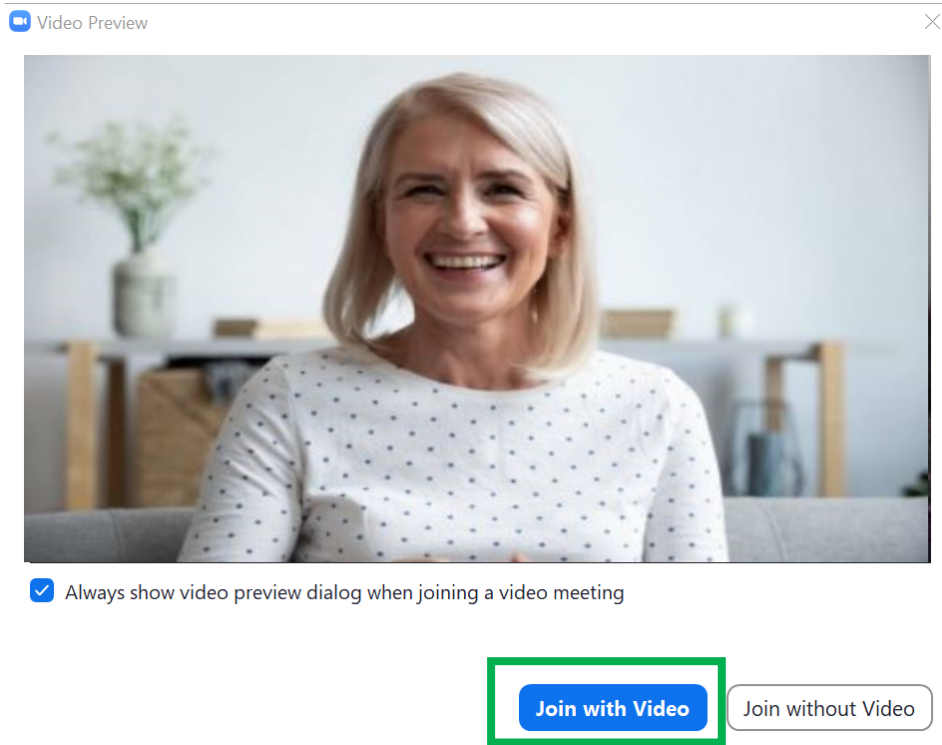 Video Preview
Always show video preview dialog when joining a video meeting
Join with Video
Join without Video